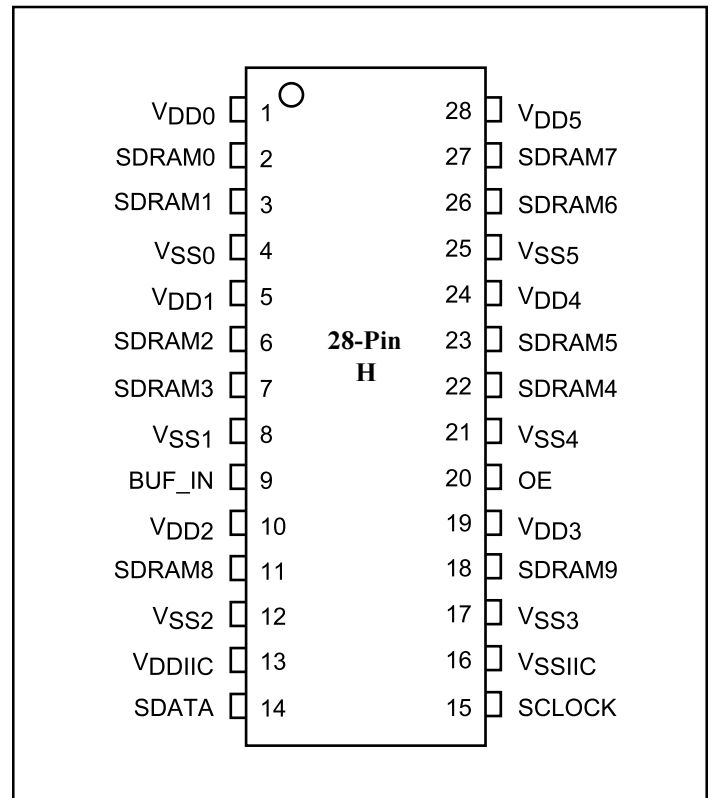 VDD0 1 28 VDD5
SDRAM0 2 27 SDRAM7
SDRAM1 3 26 SDRAM6
VSS0 4 25 VSS5
VDD1 5 24 VDD4
SDRAM2 6 28-Pin 23 SDRAM5
H
SDRAM3 7 22 SDRAM4
VSS1 8 21 VSS4
BUF_IN 9 20 OE
VDD2 10 19 VDD3
SDRAM8 11 18 SDRAM9
VSS2 12 17 VSS3
VDDIIC 13 16 VSSIIC
SDATA 14 15 SCLOCK